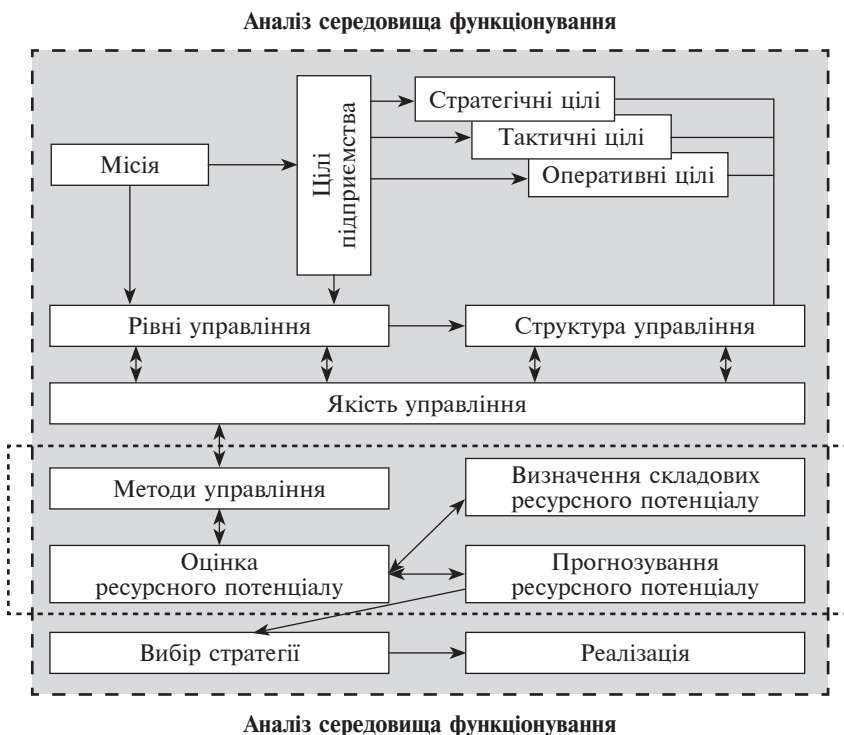 Аналіз середовища функціонування
Стратегічні цілі
Тактичні цілі
Оперативні цілі
Місія
Цілі
підприємства
Рівні управління
Структура управління
Якість управління
Методи управління
Визначення складових
ресурсного потенціалу
Оцінка
ресурсного потенціалу
Прогнозування
ресурсного потенціалу
Вибір стратегії
Реалізація
Аналіз середовища функціонування